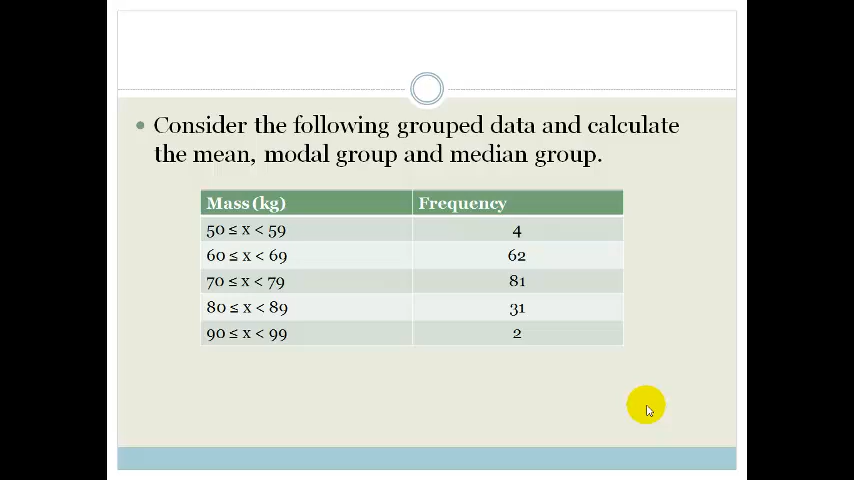 Consider the following grouped data and calculate
the mean, modal group and median group.
Mass (kg) Frequency
50 ≤ x < 59 4
60 ≤ x < 69 62
70 ≤ x < 79 81
80 ≤ x < 89 31
90 ≤ x < 99 2